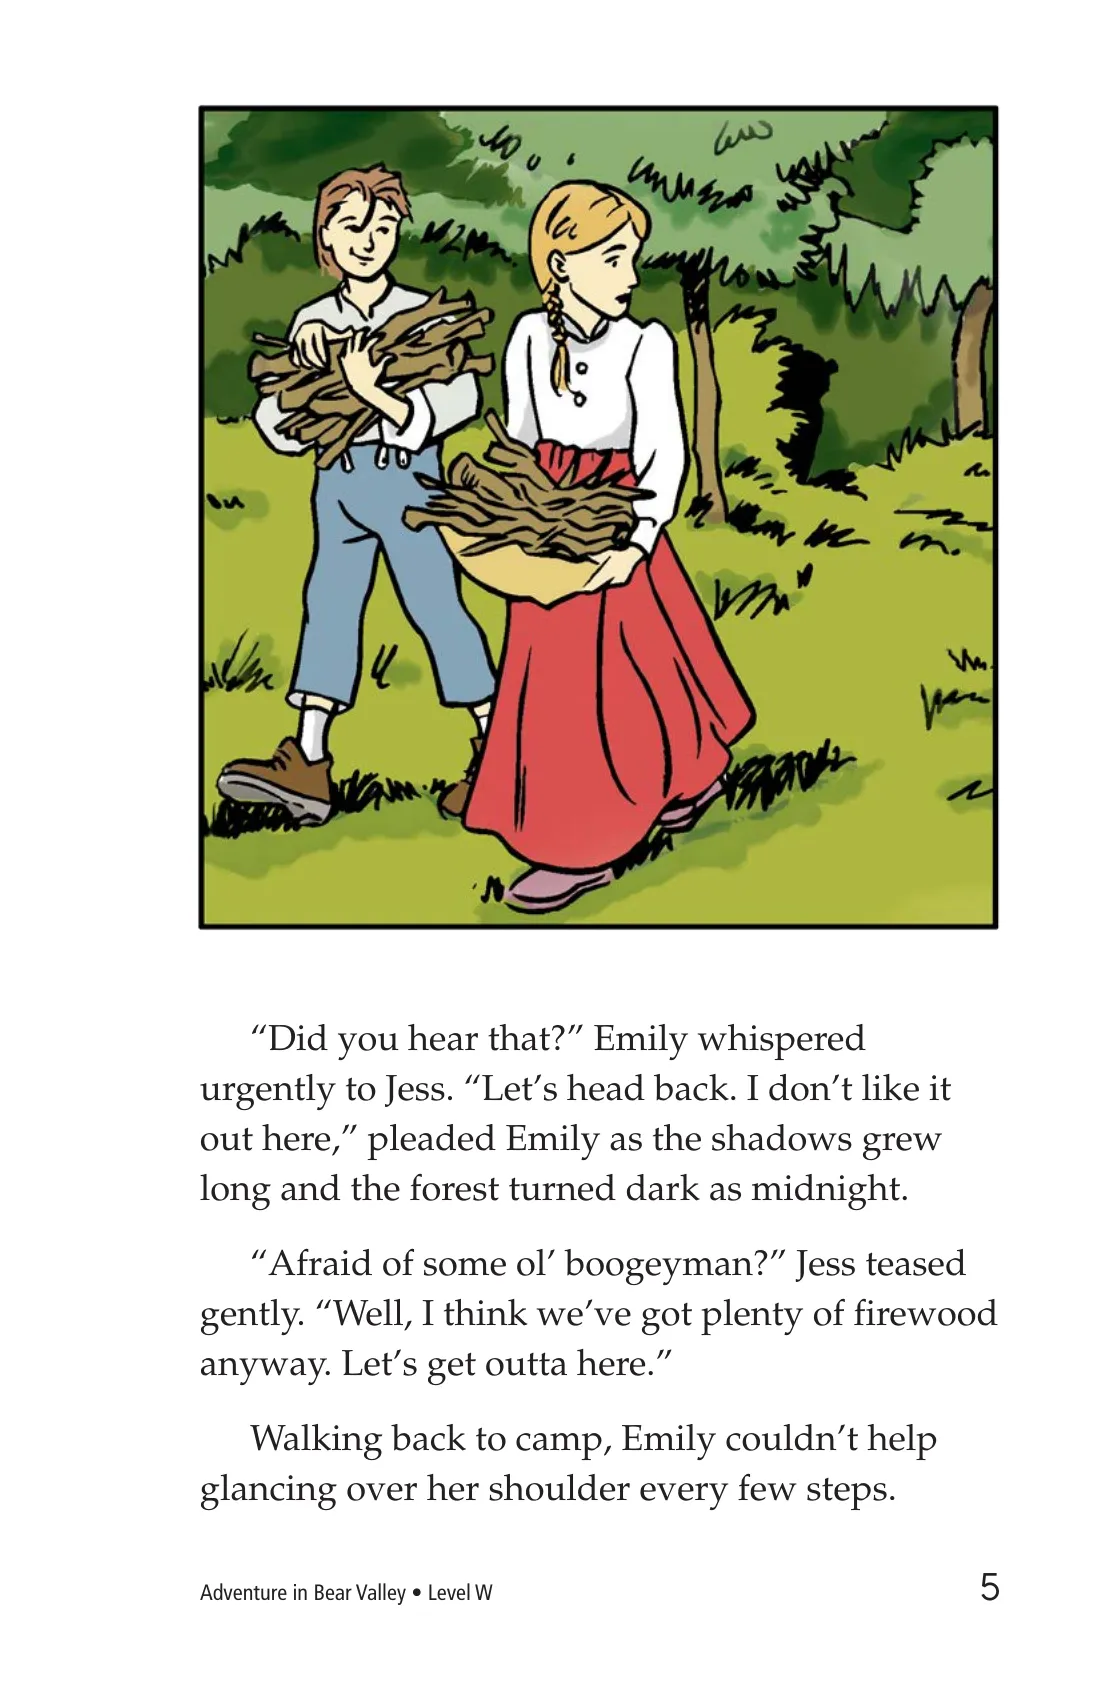 “Did you hear that?” Emily whispered
urgently to Jess. “Let’s head back. I don’t like it
out here,” pleaded Emily as the shadows grew
long and the forest turned dark as midnight.
“Afraid of some ol’ boogeyman?” Jess teased
gently. “Well, I think we’ve got plenty of firewood
anyway. Let’s get outta here.”
Walking back to camp, Emily couldn’t help
glancing over her shoulder every few steps.
Adventure in Bear Valley • Level W
5